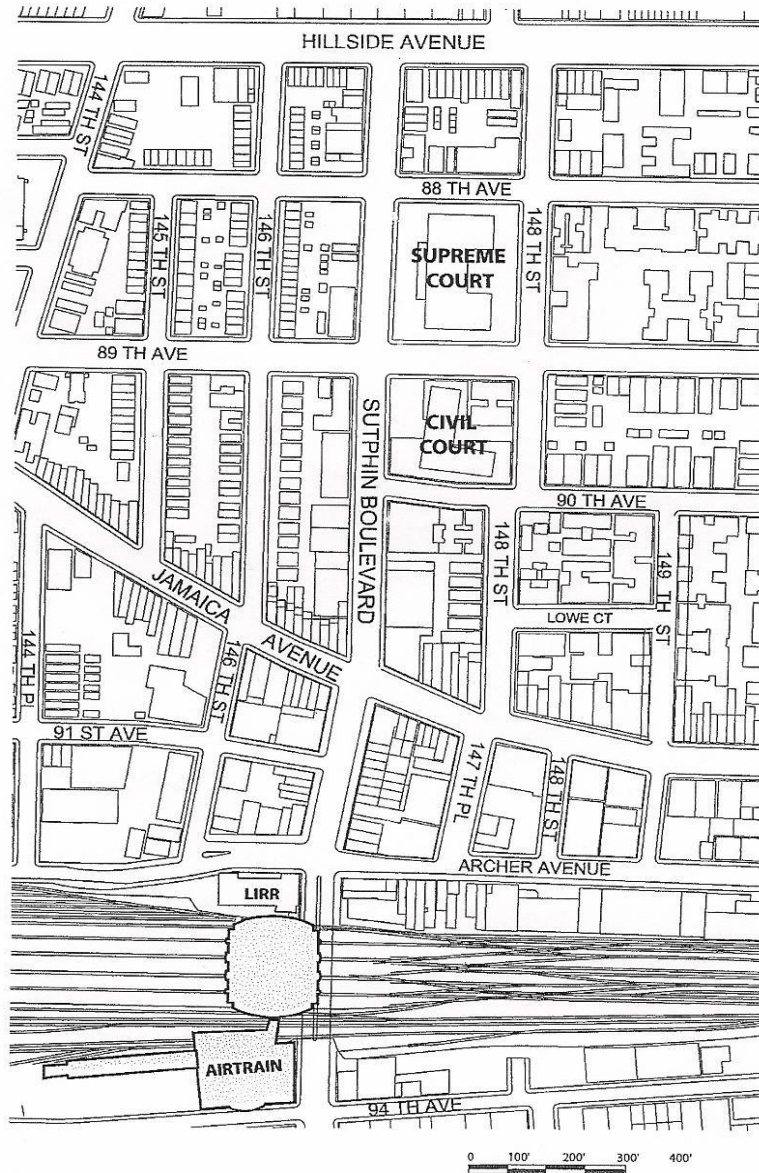 HILLSIDE AVENUE
144 TH ST
88 TH AVE
145 TH ST
146 TH ST
148 TH ST
SUPREME
COURT
89 TH AVE
SUTPHIN BOULEVARD
CIVIL
COURT
90 TH AVE
148 TH ST
149 TH ST
JAMAICA
AVENUE
LOWE CT
144 TH PL
146 TH ST
91 ST AVE
147 TH PL
148 TH ST
ARCHER AVENUE
LIRR
AIRTRAIN
94 TH AVE
0 100' 200' 300' 400'